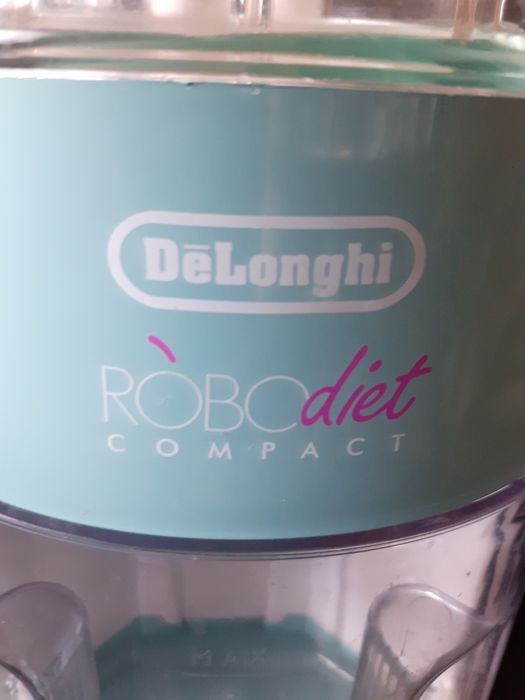 DēLonghi
RÒBOdiet
COMPACT
MAX